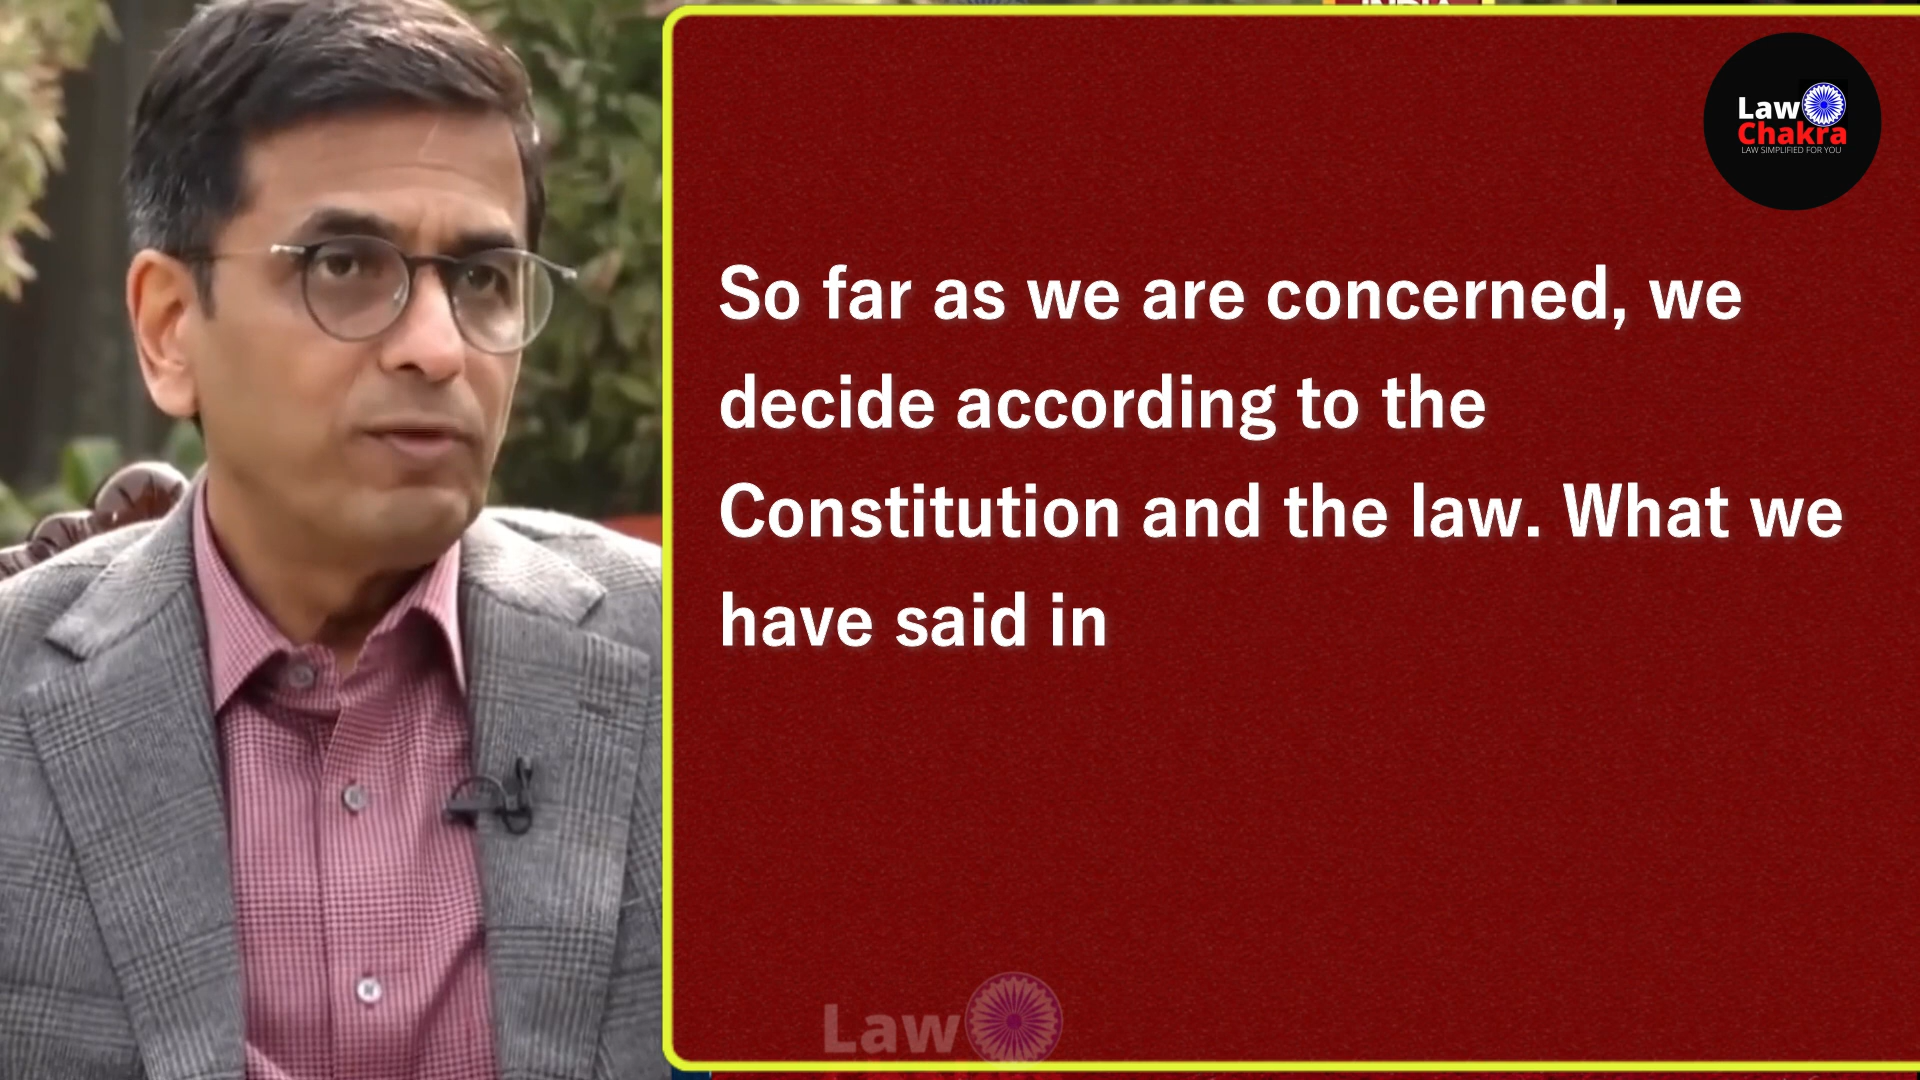 INDIA
Law
Chakra
LAW SIMPLIFIED FOR YOU
So far as we are concerned, we
decide according to the
Constitution and the law. What we
have said in
Law